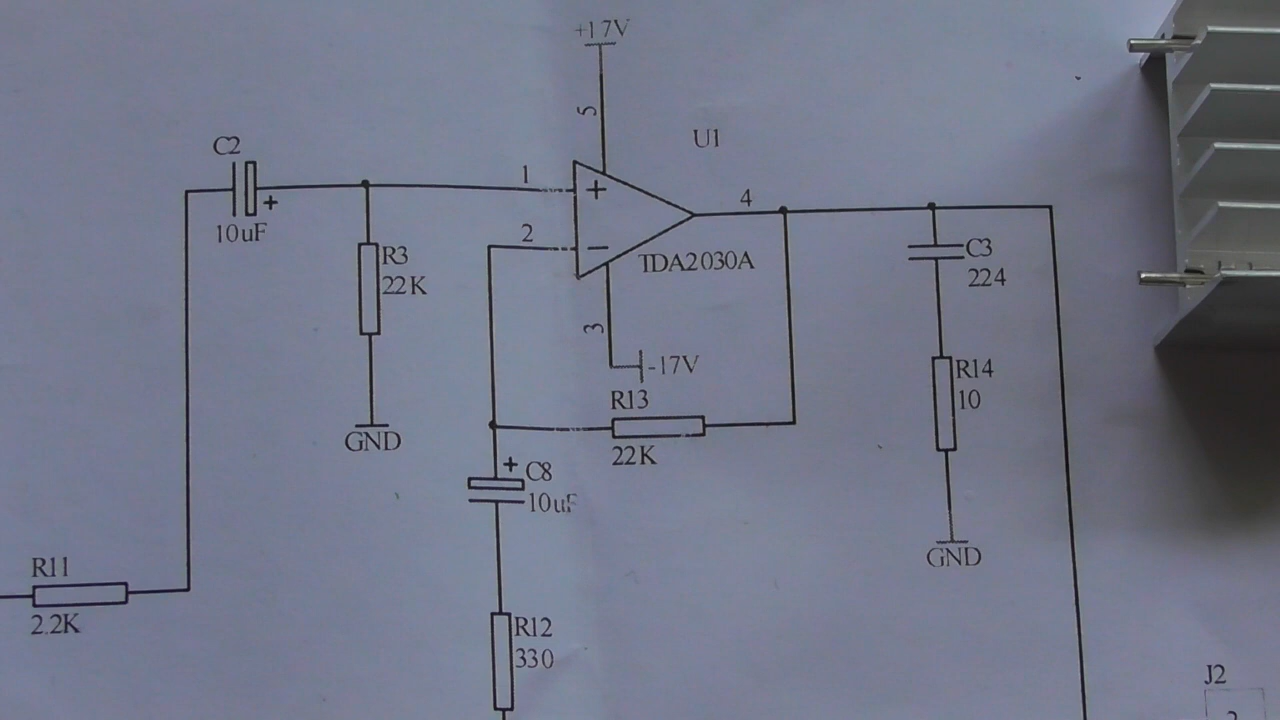 +17V
5
U1
C2
+
10uF
1
+
4
2
−
TDA2030A
R3
22K
C3
224
3
-17V
R13
22K
R14
10
GND
+
C8
10uF
GND
R11
2.2K
R12
330
J2
2